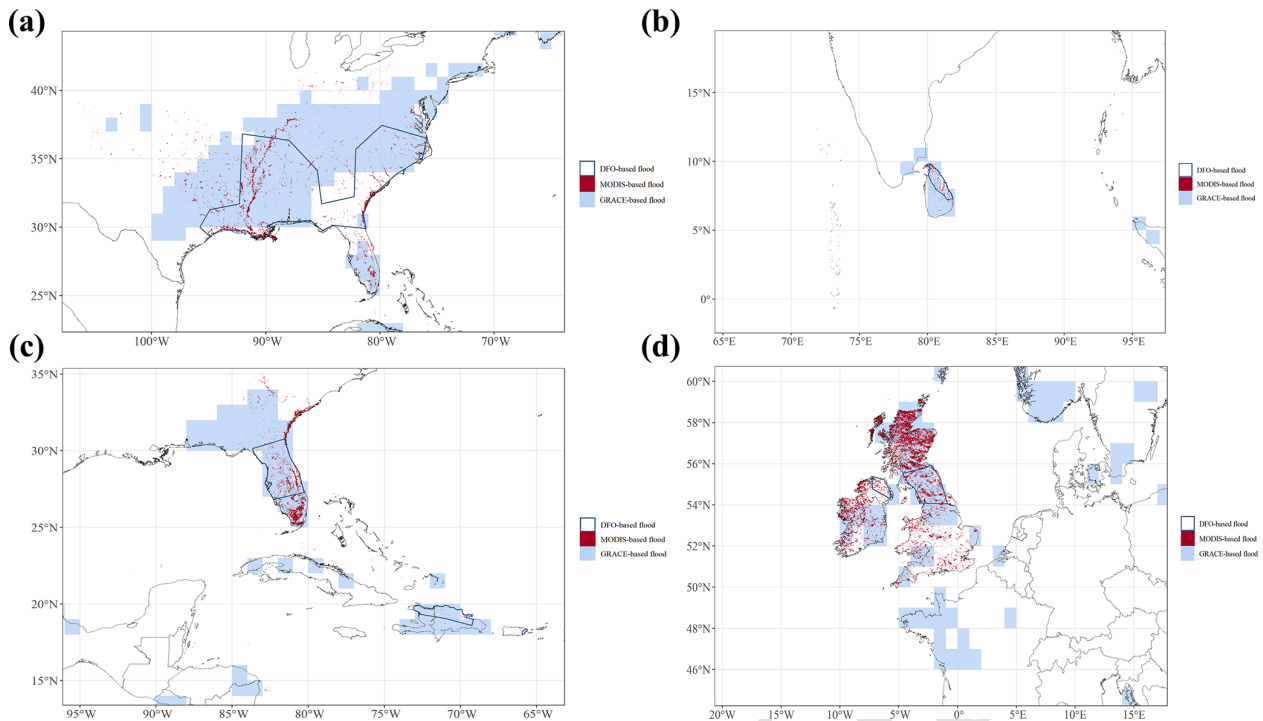 (a)
(b)
40°N
35°N
30°N
25°N
100°W 90°W 80°W 70°W
DFO-based flood
MODIS-based flood
GRACE-based flood
15°N
10°N
5°N
0°
65°E 70°E 75°E 80°E 85°E 90°E 95°E
DFO-based flood
MODIS-based flood
GRACE-based flood
(c)
(d)
35°N
30°N
25°N
20°N
15°N
95°W 90°W 85°W 80°W 75°W 70°W 65°W
DFO-based flood
MODIS-based flood
GRACE-based flood
60°N
58°N
56°N
54°N
52°N
50°N
48°N
46°N
20°W 15°W 10°W 5°W 0° 5°E 10°E 15°E
DFO-based flood
MODIS-based flood
GRACE-based flood